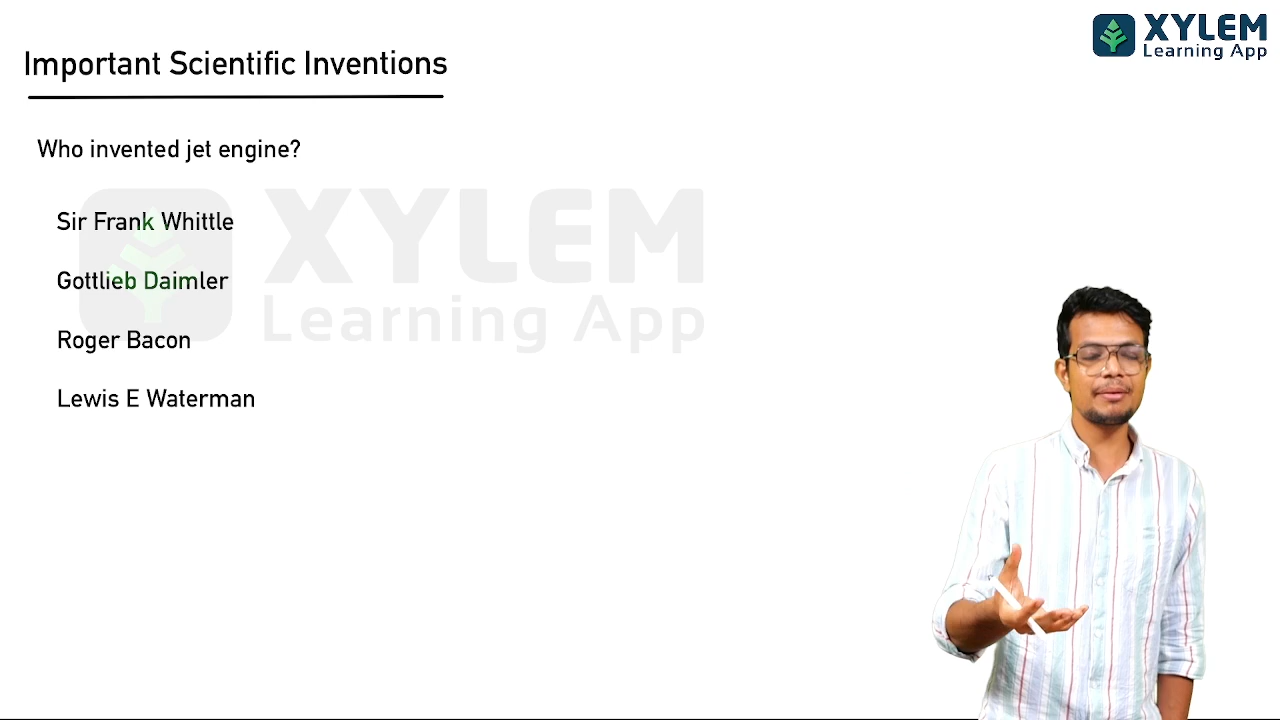 XYLEM
Learning App
Important Scientific Inventions
Who invented jet engine?
Sir Frank Whittle
Gottlieb Daimler
Roger Bacon
Lewis E Waterman
XYLEM
Learning App